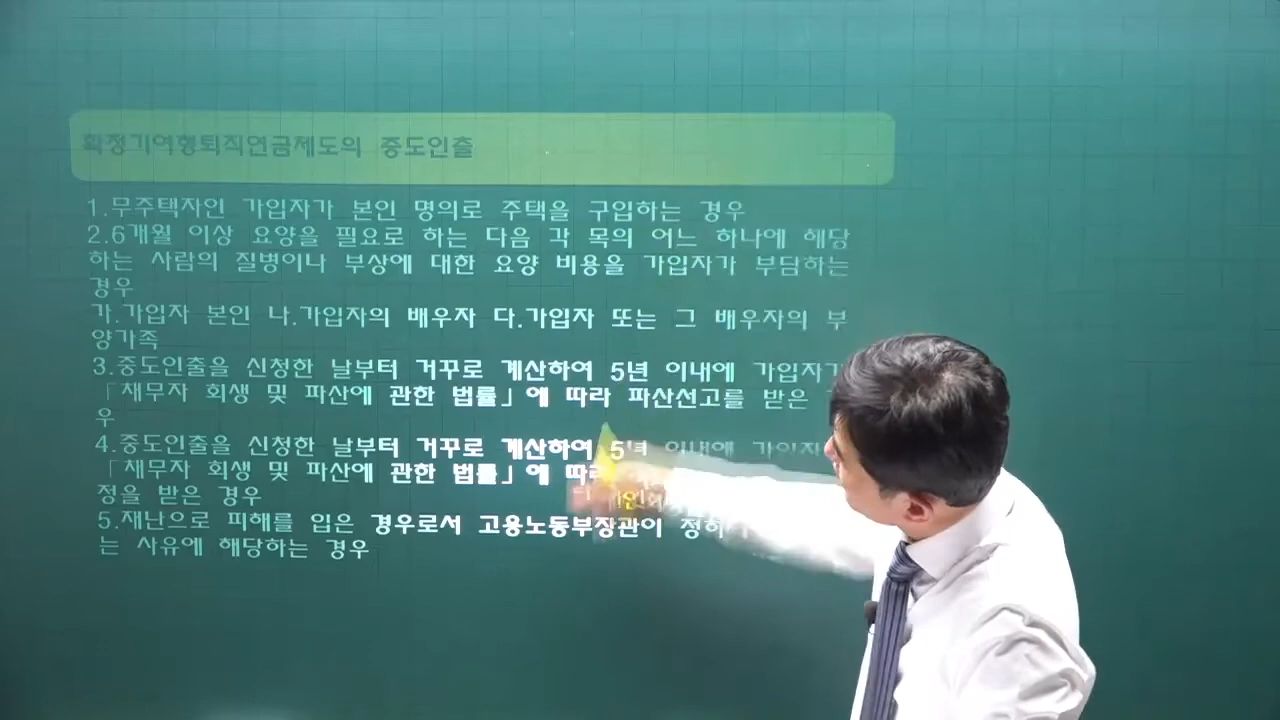 확정기여형퇴직연금제도의 중도인출
1.무주택자인 가입자가 본인 명의로 주택을 구입하는 경우
2.6개월 이상 요양을 필요로 하는 다음 각 목의 어느 하나에 해당
하는 사람의 질병이나 부상에 대한 요양 비용을 가입자가 부담하는
경우
가.가입자 본인 나.가입자의 배우자 다.가입자 또는 그 배우자의 부
양가족
3.중도인출을 신청한 날부터 거꾸로 계산하여 5년 이내에 가입자가
「채무자 회생 및 파산에 관한 법률」에 따라 파산선고를 받은
우
4.중도인출을 신청한 날부터 거꾸로 계산하여 5년 이내에
「채무자 회생 및 파산에 관한 법률」에 따라
정을 받은 경우
5.재난으로 피해를 입은 경우로서 고용노동부장관이 정하
는 사유에 해당하는 경우